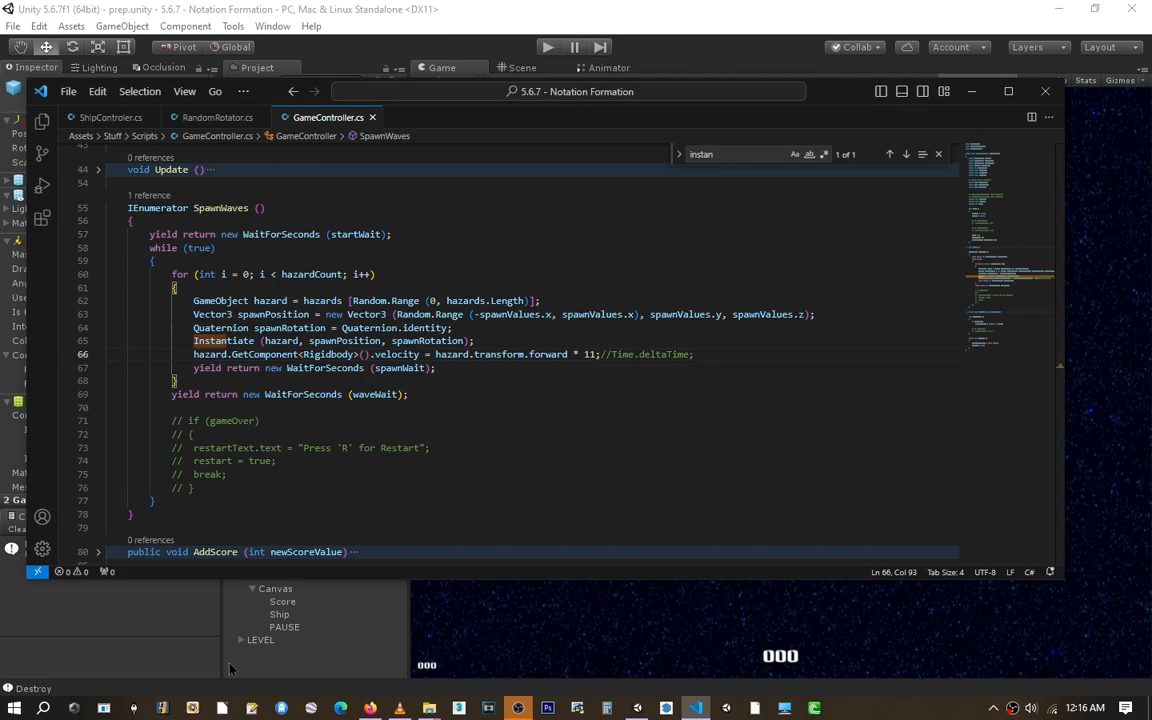 Unity 5.6.7f1 (64bit) - prep.unity - 5.6.7 - Notation Formation - PC, Mac & Linux Standalone <DX11>
File Edit Assets GameObject Component Tools Window Help
Pivot Global Collab Account Layers Layout
Inspector Lighting Occlusion Project Game Scene Animator
Stats Gizmos
File Edit Selection View Go ··· 5.6.7 - Notation Formation
ShipControler.cs RandomRotator.cs GameController.cs
Assets > Stuff > Scripts > GameController.cs > GameController > SpawnWaves
instan Aa ab 1 of 1
43
0 references
44 void Update ()···
54
1 reference
55 IEnumerator SpawnWaves ()
56 {
57 yield return new WaitForSeconds (startWait);
58 while (true)
59 {
60 for (int i = 0; i < hazardCount; i++)
61 {
62 GameObject hazard = hazards [Random.Range (0, hazards.Length)];
63 Vector3 spawnPosition = new Vector3 (Random.Range (-spawnValues.x, spawnValues.x), spawnValues.y, spawnValues.z);
64 Quaternion spawnRotation = Quaternion.identity;
65 Instantiate (hazard, spawnPosition, spawnRotation);
66 hazard.GetComponent<Rigidbody>().velocity = hazard.transform.forward * 11;//Time.deltaTime;
67 yield return new WaitForSeconds (spawnWait);
68 }
69 yield return new WaitForSeconds (waveWait);
70
71 // if (gameOver)
72 // {
73 // restartText.text = "Press 'R' for Restart";
74 // restart = true;
75 // break;
76 // }
77 }
78 }
79
0 references
80 public void AddScore (int newScoreValue)···
0 0 0 Ln 66, Col 93 Tab Size: 4 UTF-8 LF C#
Canvas
Score
Ship
PAUSE
LEVEL
000
000
Destroy
12:16 AM